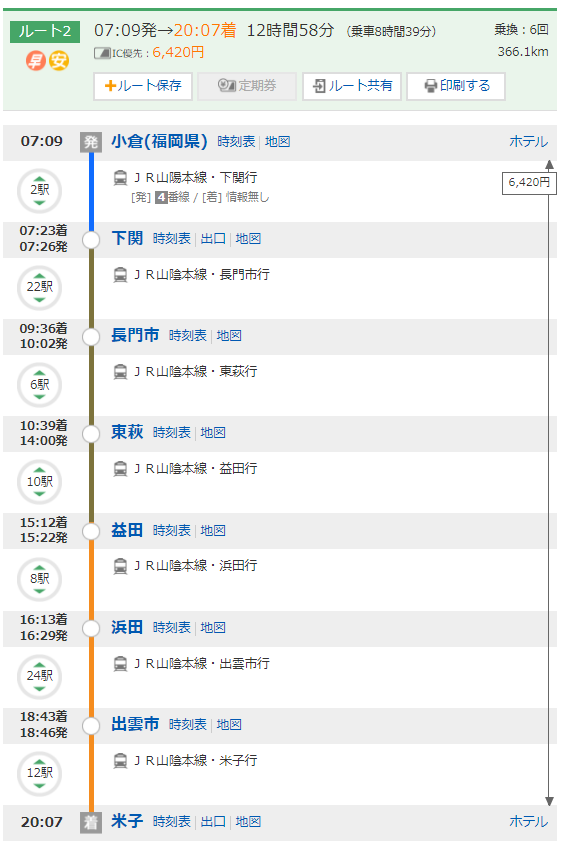 ルート2
07:09発→20:07着 12時間58分 (乗車8時間39分) 乗換:6回
早 安 IC優先:6,420円 366.1km
ルート保存 定期券 ルート共有 印刷する
07:09 発 小倉(福岡県) 時刻表 地図 ホテル
2駅 JR山陽本線・下関行
[発] 4番線 / [着] 情報無し
6,420円
07:23着
07:26発 下関 時刻表 出口 地図
22駅 JR山陰本線・長門市行
09:36着
10:02発 長門市 時刻表 地図
6駅 JR山陰本線・東萩行
10:39着
14:00発 東萩 時刻表 地図
10駅 JR山陰本線・益田行
15:12着
15:22発 益田 時刻表 地図
8駅 JR山陰本線・浜田行
16:13着
16:29発 浜田 時刻表 地図
24駅 JR山陰本線・出雲市行
18:43着
18:46発 出雲市 時刻表 地図
12駅 JR山陰本線・米子行
20:07 着 米子 時刻表 出口 地図 ホテル